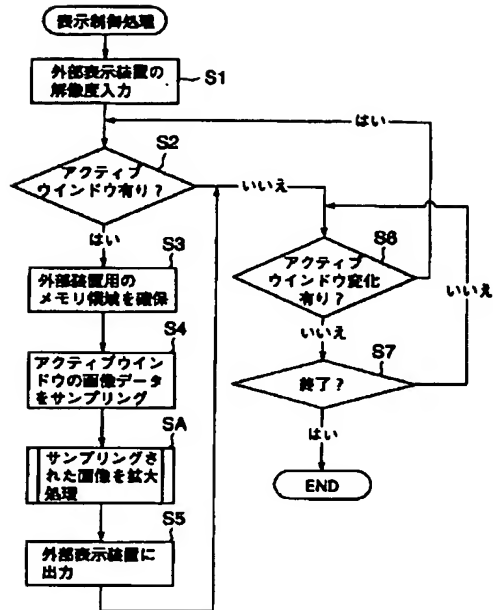 表示制御処理
外部表示装置の
解像度入力
S1
はい
S2
アクティブ
ウインドウ有り？
いいえ
はい
S3
外部装置用の
メモリ領域を確保
S4
アクティブウイン
ドウの画像データ
をサンプリング
SA
サンプリングさ
れた画像を拡大
処理
S5
外部表示装置に
出力
S6
アクティブ
ウインドウ変化
有り？
いいえ
いいえ
S7
終了？
はい
END